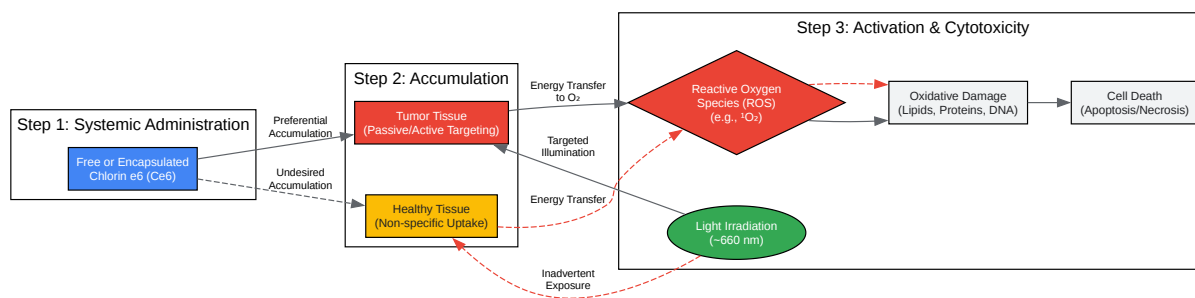 Step 1: Systemic Administration
Free or Encapsulated
Chlorin e6 (Ce6)
Preferential
Accumulation
Undesired
Accumulation
Step 2: Accumulation
Tumor Tissue
(Passive/Active Targeting)
Healthy Tissue
(Non-specific Uptake)
Energy Transfer
to O₂
Targeted
Illumination
Energy Transfer
Inadvertent
Exposure
Step 3: Activation & Cytotoxicity
Reactive Oxygen
Species (ROS)
(e.g., ¹O₂)
Light Irradiation
(~660 nm)
Oxidative Damage
(Lipids, Proteins, DNA)
Cell Death
(Apoptosis/Necrosis)